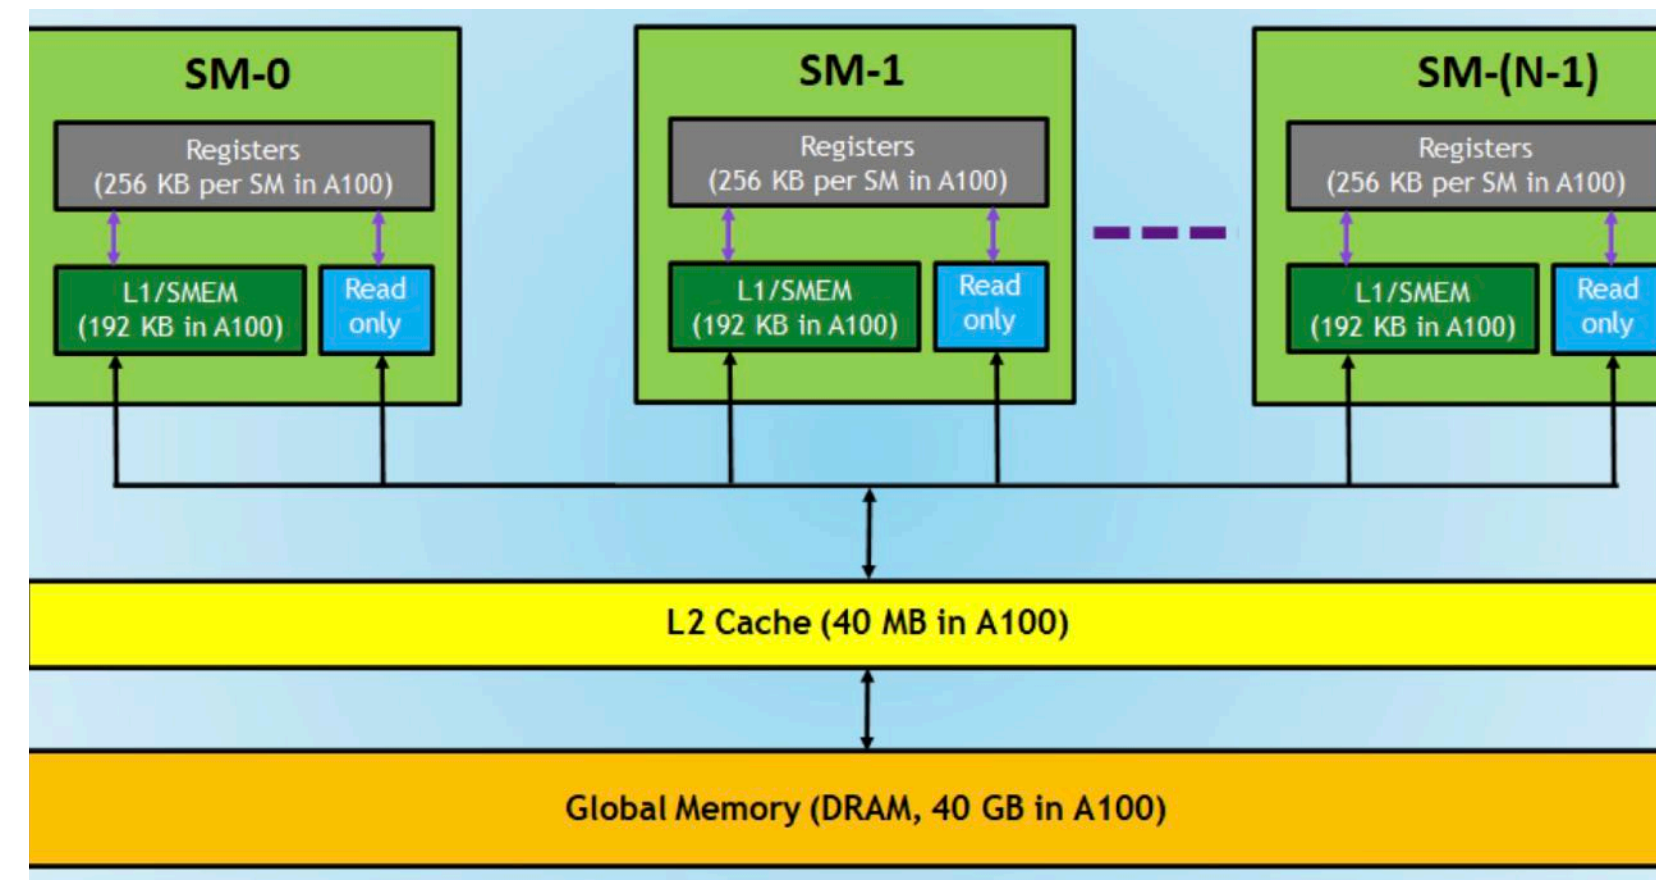 SM-0
Registers
(256 KB per SM in A100)
L1/SMEM
(192 KB in A100)
Read
only
SM-1
Registers
(256 KB per SM in A100)
L1/SMEM
(192 KB in A100)
Read
only
SM-(N-1)
Registers
(256 KB per SM in A100)
L1/SMEM
(192 KB in A100)
Read
only
L2 Cache (40 MB in A100)
Global Memory (DRAM, 40 GB in A100)